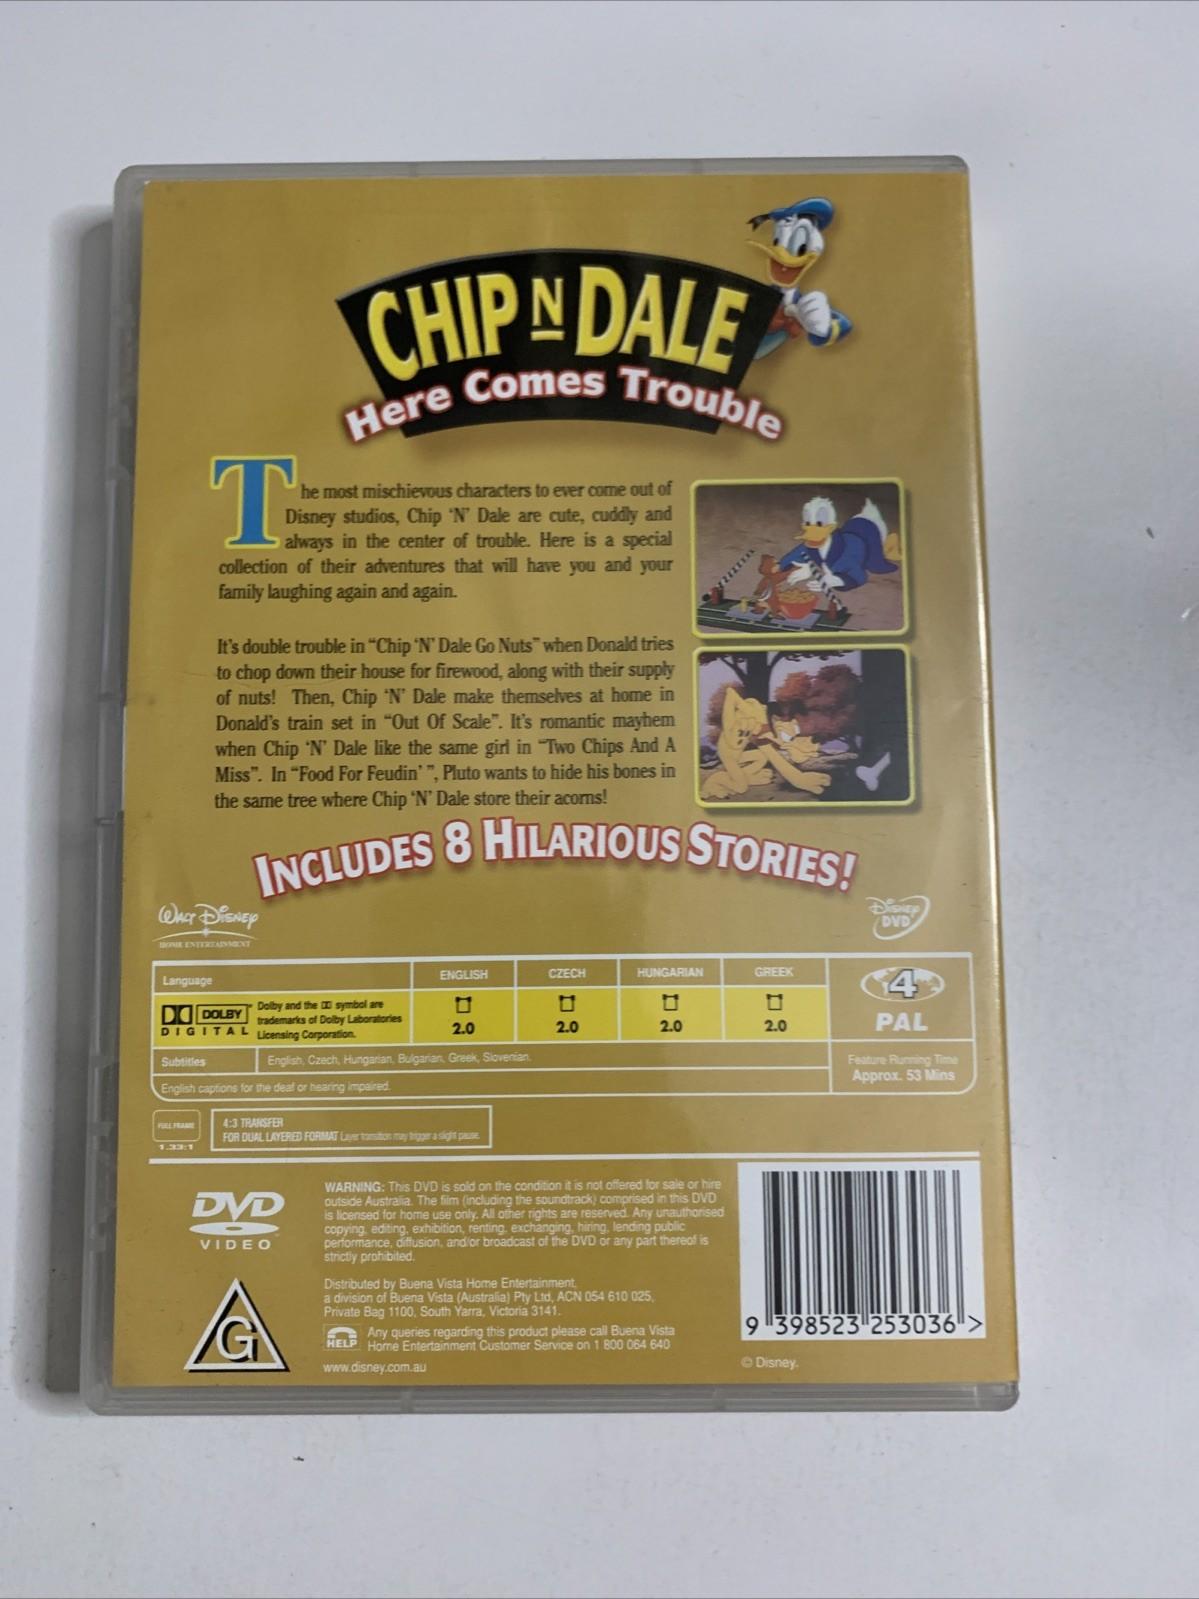 CHIP N DALE
Here Comes Trouble
The most mischievous characters to ever come out of
Disney studios, Chip 'N' Dale are cute, cuddly and
always in the center of trouble. Here is a special
collection of their adventures that will have you and your
family laughing again and again.
It's double trouble in "Chip 'N' Dale Go Nuts" when Donald tries
to chop down their house for firewood, along with their supply
of nuts! Then, Chip 'N' Dale make themselves at home in
Donald's train set in "Out Of Scale". It's romantic mayhem
when Chip 'N' Dale like the same girl in "Two Chips And A
Miss". In "Food For Feudin' ", Pluto wants to hide his bones in
the same tree where Chip 'N' Dale store their acorns!
INCLUDES 8 HILARIOUS STORIES!
WALT DISNEY
HOME ENTERTAINMENT
DISNEY
DVD
Language
ENGLISH
CZECH
HUNGARIAN
GREEK
DOLBY
DIGITAL
Dolby and the DD symbol are
trademarks of Dolby Laboratories
Licensing Corporation.
2.0
2.0
2.0
2.0
4
PAL
Subtitles
English, Czech, Hungarian, Bulgarian, Greek, Slovenian.
English captions for the deaf or hearing impaired.
Feature Running Time
Approx. 53 Mins
FULL FRAME
1.33:1
4:3 TRANSFER
FOR DUAL LAYERED FORMAT Layer transition may trigger a slight pause.
DVD
VIDEO
WARNING: This DVD is sold on the condition it is not offered for sale or hire
outside Australia. The film (including the soundtrack) comprised in this DVD
is licensed for home use only. All other rights are reserved. Any unauthorised
copying, editing, exhibition, renting, exchanging, hiring, lending public
performance, diffusion, and/or broadcast of the DVD or any part thereof is
strictly prohibited.
Distributed by Buena Vista Home Entertainment,
a division of Buena Vista (Australia) Pty Ltd, ACN 054 610 025,
Private Bag 1100, South Yarra, Victoria 3141.
HELP
Any queries regarding this product please call Buena Vista
Home Entertainment Customer Service on 1 800 064 640
www.disney.com.au
G
9 398523 253036 >
© Disney.